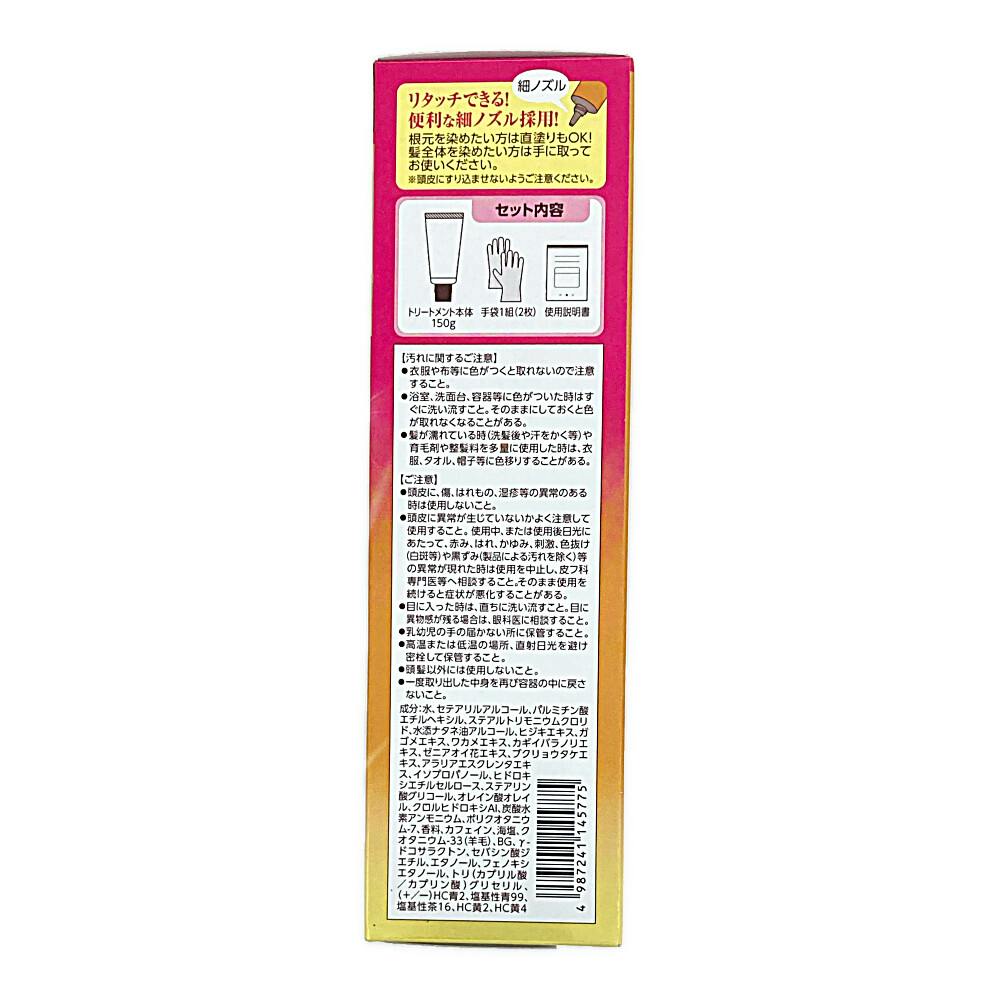 細ノズル
リタッチできる!
便利な細ノズル採用!
根元を染めたい方は直塗りもOK!
髪全体を染めたい方は手に取って
お使いください。
※頭皮にすり込ませないようご注意ください。
セット内容
トリートメント本体
150g
手袋1組(2枚)
使用説明書
【汚れに関するご注意】
●衣服や布等に色がつくと取れないので注意
すること。
●浴室、洗面台、容器等に色がついた時はす
ぐに洗い流すこと。そのままにしておくと色
が取れなくなることがある。
●髪が濡れている時(洗髪後や汗をかく等)や
育毛剤や整髪料を多量に使用した時は、衣
服、タオル、帽子等に色移りすることがある。
【ご注意】
●頭皮に、傷、はれもの、湿疹等の異常のある
時は使用しないこと。
●頭皮に異常が生じていないかよく注意して
使用すること。使用中、または使用後日光に
あたって、赤み、はれ、かゆみ、刺激、色抜け
(白斑等)や黒ずみ(製品による汚れを除く)等
の異常が現れた時は使用を中止し、皮フ科
専門医等へ相談すること。そのまま使用を
続けると症状が悪化することがある。
●目に入った時は、直ちに洗い流すこと。目に
異物感が残る場合は、眼科医に相談すること。
●乳幼児の手の届かない所に保管すること。
●高温または低温の場所、直射日光を避け
密栓して保管すること。
●頭髪以外には使用しないこと。
●一度取り出した中身を再び容器の中に戻さ
ないこと。
成分:水、セテアリルアルコール、パルミチン酸
エチルヘキシル、ステアルトリモニウムクロリ
ド、水添ナタネ油アルコール、ヒジキエキス、ガ
ゴメエキス、ワカメエキス、カギイバラノリエ
キス、ゼニアオイ花エキス、ブクリョウタケエ
キス、アラリアエスクレンタエキ
ス、イソプロパノール、ヒドロキ
シエチルセルロース、ステアリン
酸グリコール、オレイン酸オレイ
ル、クロルヒドロキシAl、炭酸水
素アンモニウム、ポリクオタニウ
ム-7、香料、カフェイン、海塩、ク
オタニウム-33(羊毛)、BG、γ-
ドコサラクトン、セバシン酸ジ
エチル、エタノール、フェノキシ
エタノール、トリ(カプリル酸
/カプリン酸)グリセリル、
(+/-)HC青2、塩基性青99、
塩基性茶16、HC黄2、HC黄4
4 987241 145775